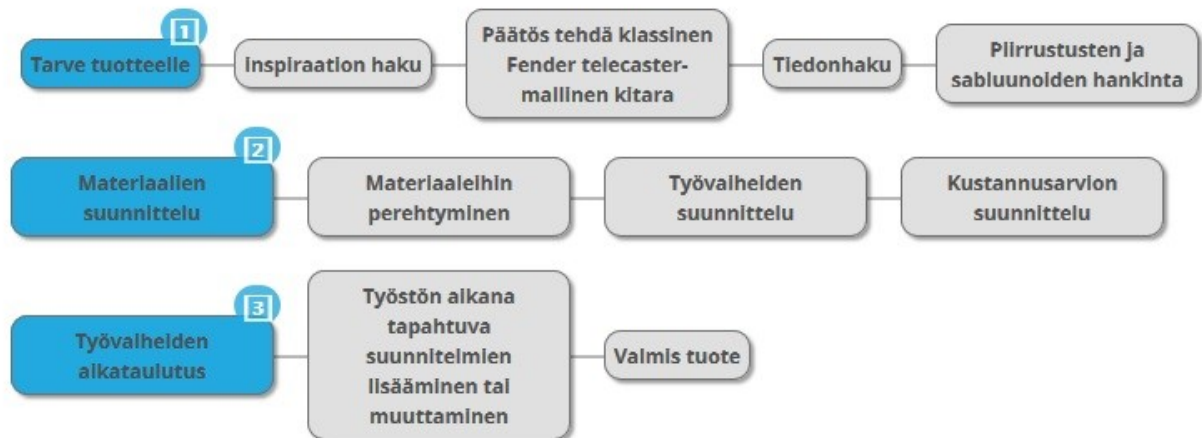 1
Tarve tuotteelle
Inspiraation haku
Päätös tehdä klassinen
Fender telecaster-
mallinen kitara
Tiedonhaku
Piirrustusten ja
sabluunoiden hankinta
2
Materiaalien
suunnittelu
Materiaaleihin
perehtyminen
Työvaiheiden
suunnittelu
Kustannusarvion
suunnittelu
3
Työvaiheiden
aikataulutus
Työstön aikana
tapahtuva
suunnitelmien
lisääminen tai
muuttaminen
Valmis tuote